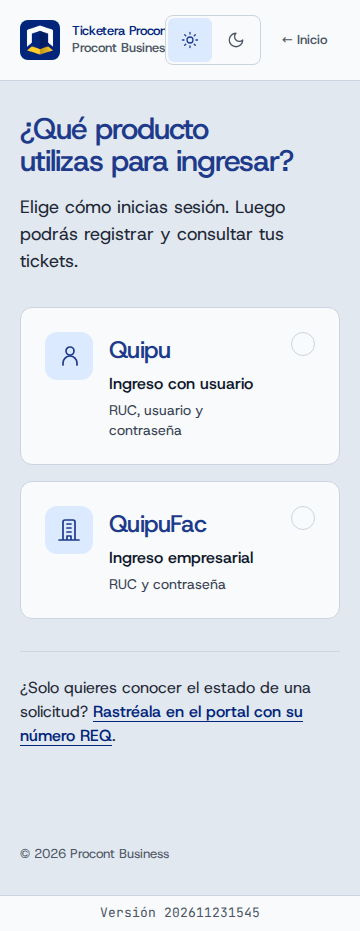 Ticketera Procon
Procont Busines
← Inicio
¿Qué producto
utilizas para ingresar?
Elige cómo inicias sesión. Luego
podrás registrar y consultar tus
tickets.
Quipu
Ingreso con usuario
RUC, usuario y
contraseña
QuipuFac
Ingreso empresarial
RUC y contraseña
¿Solo quieres conocer el estado de una
solicitud? Rastréala en el portal con su
número REQ.
© 2026 Procont Business
Versión 202611231545